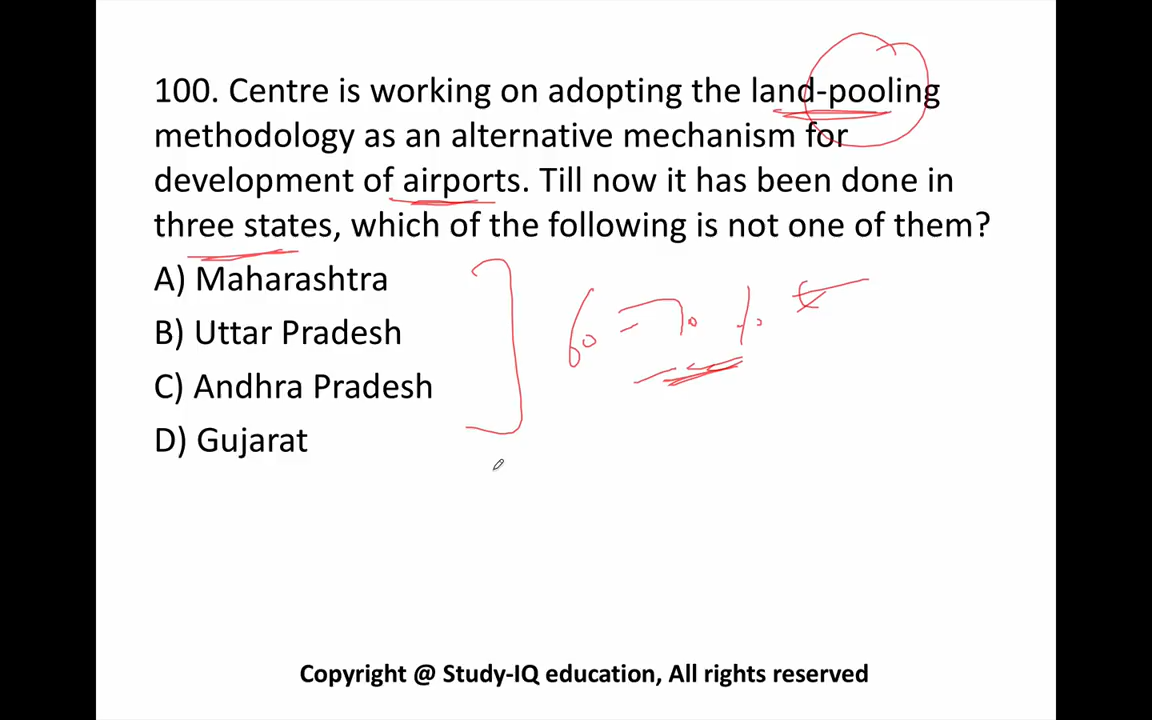 100. Centre is working on adopting the land-pooling
methodology as an alternative mechanism for
development of airports. Till now it has been done in
three states, which of the following is not one of them?
A) Maharashtra
B) Uttar Pradesh
C) Andhra Pradesh
D) Gujarat
60 = 70 %
Copyright @ Study-IQ education, All rights reserved